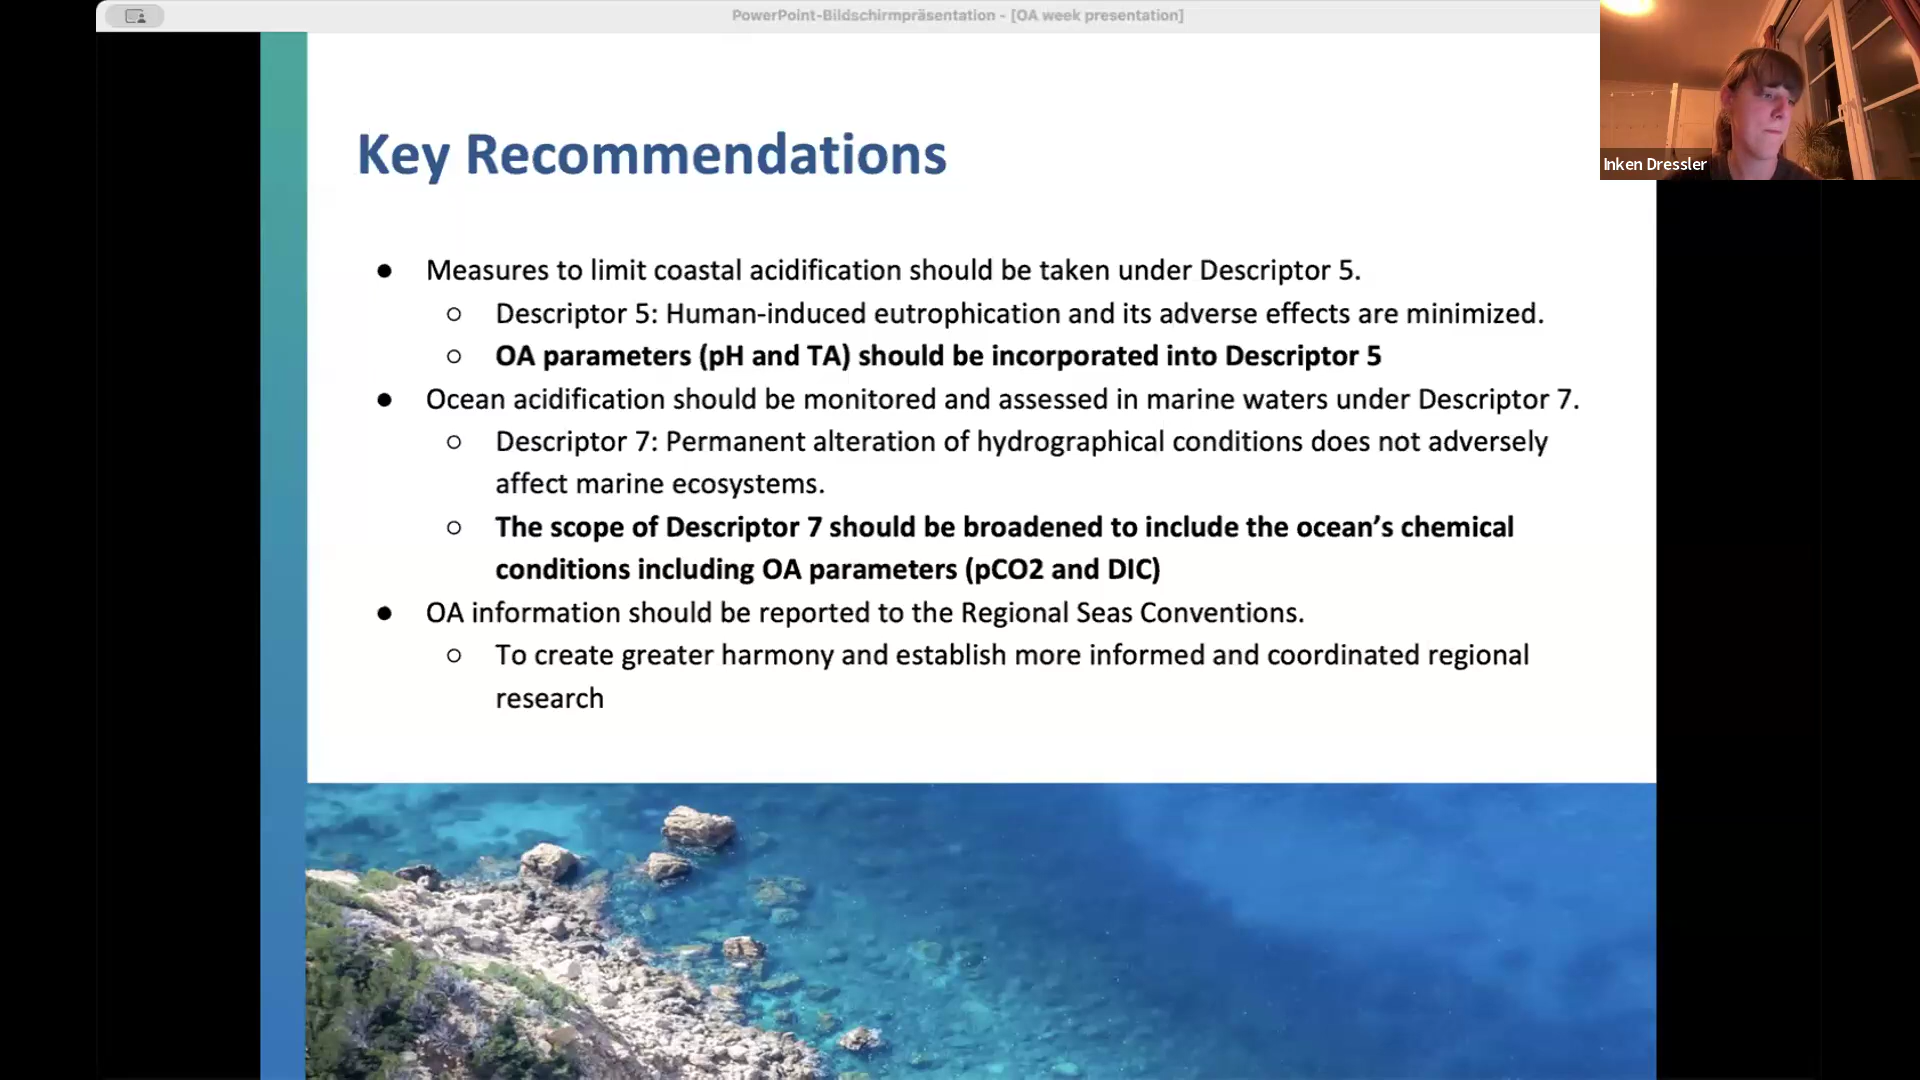 PowerPoint-Bildschirmpräsentation - [OA week presentation]
Inken Dressler
Key Recommendations
● Measures to limit coastal acidification should be taken under Descriptor 5.
○ Descriptor 5: Human-induced eutrophication and its adverse effects are minimized.
○ OA parameters (pH and TA) should be incorporated into Descriptor 5
● Ocean acidification should be monitored and assessed in marine waters under Descriptor 7.
○ Descriptor 7: Permanent alteration of hydrographical conditions does not adversely
affect marine ecosystems.
○ The scope of Descriptor 7 should be broadened to include the ocean’s chemical
conditions including OA parameters (pCO2 and DIC)
● OA information should be reported to the Regional Seas Conventions.
○ To create greater harmony and establish more informed and coordinated regional
research